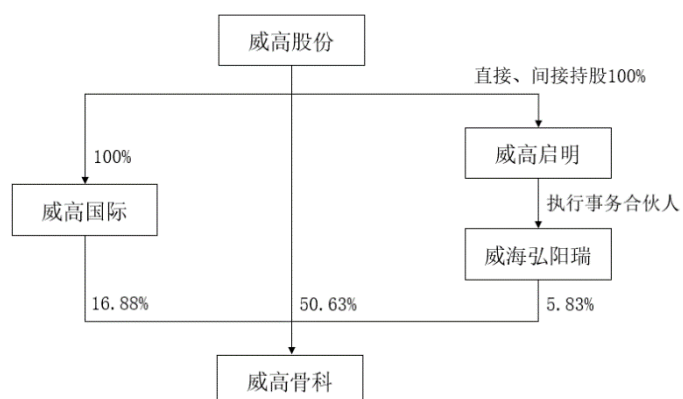 威高股份
直接、间接持股100%
100%
威高启明
威高国际
执行事务合伙人
威海弘阳瑞
16.88%
50.63%
5.83%
威高骨科